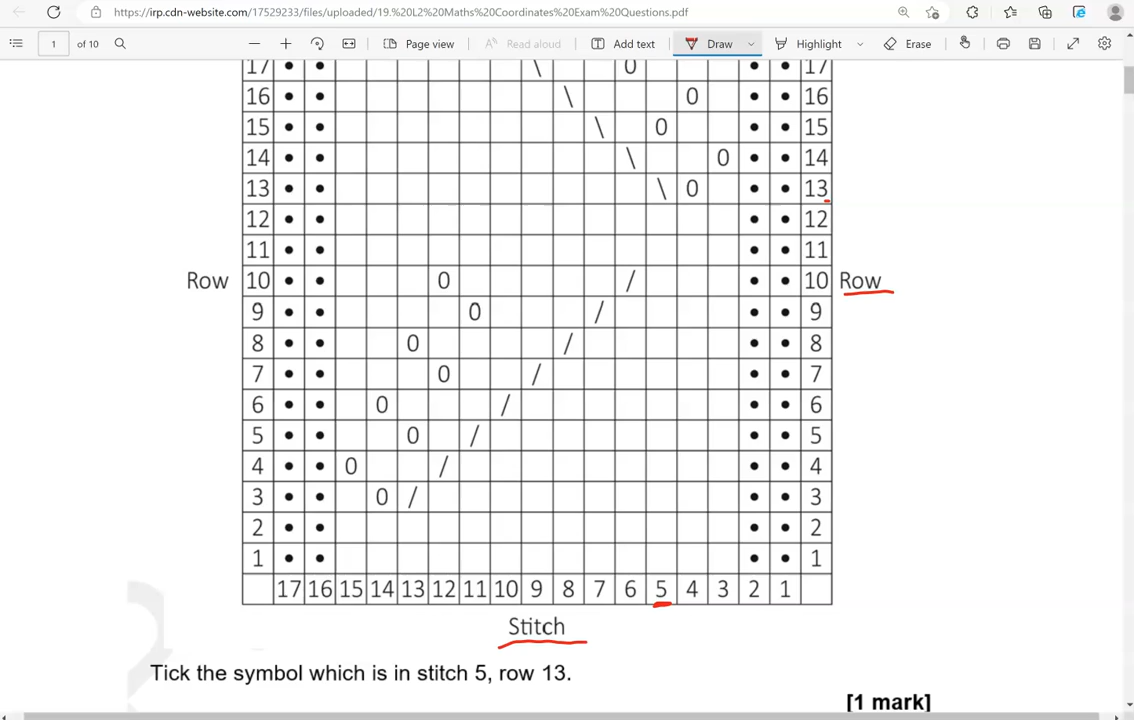 https://irp.cdn-website.com/17529233/files/uploaded/19.%20L2%20Maths%20Coordinates%20Exam%20Questions.pdf
1 of 10 Page view Read aloud Add text Draw Highlight Erase
17 • • \ 0 • • 17
16 • • \ 0 • • 16
15 • • \ 0 • • 15
14 • • \ 0 • • 14
13 • • \ 0 • • 13
12 • • • • 12
11 • • • • 11
Row 10 • • 0 / • • 10 Row
9 • • 0 / • • 9
8 • • 0 / • • 8
7 • • 0 / • • 7
6 • • 0 / • • 6
5 • • 0 / • • 5
4 • • 0 / • • 4
3 • • 0 / • • 3
2 • • • • 2
1 • • • • 1
17 16 15 14 13 12 11 10 9 8 7 6 5 4 3 2 1
Stitch
Tick the symbol which is in stitch 5, row 13.
[1 mark]